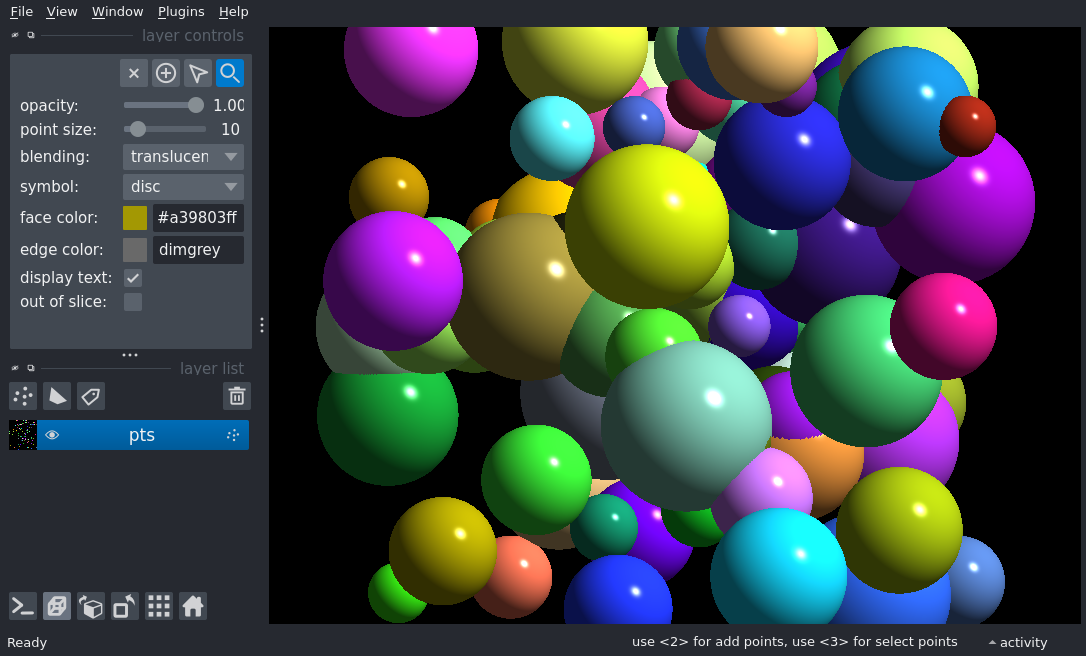 File View Window Plugins Help
layer controls
opacity: 1.00
point size: 10
blending: translucen
symbol: disc
face color: #a39803ff
edge color: dimgrey
display text:
out of slice:
layer list
pts
Ready use <2> for add points, use <3> for select points activity